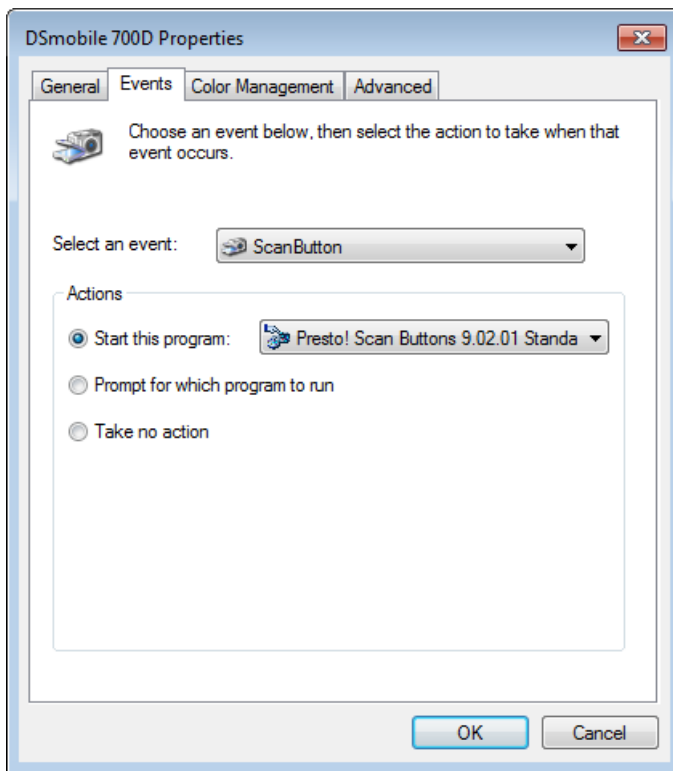 DSmobile 700D Properties
General Events Color Management Advanced
Choose an event below, then select the action to take when that
event occurs.
Select an event: ScanButton
Actions
Start this program: Presto! Scan Buttons 9.02.01 Standa
Prompt for which program to run
Take no action
OK Cancel